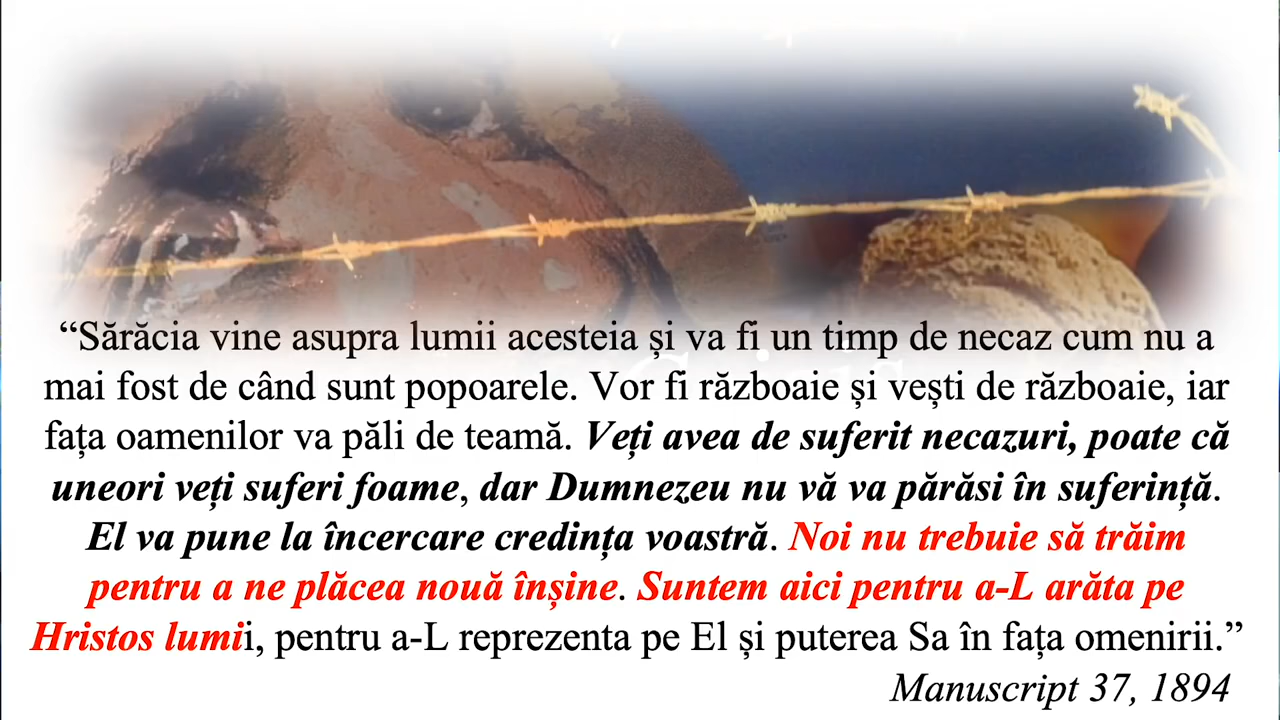 “Sărăcia vine asupra lumii acesteia și va fi un timp de necaz cum nu a
mai fost de când sunt popoarele. Vor fi războaie și vești de războaie, iar
fața oamenilor va păli de teamă. Veți avea de suferit necazuri, poate că
uneori veți suferi foame, dar Dumnezeu nu vă va părăsi în suferință.
El va pune la încercare credința voastră. Noi nu trebuie să trăim
pentru a ne plăcea nouă înșine. Suntem aici pentru a-L arăta pe
Hristos lumii, pentru a-L reprezenta pe El și puterea Sa în fața omenirii.”
Manuscript 37, 1894